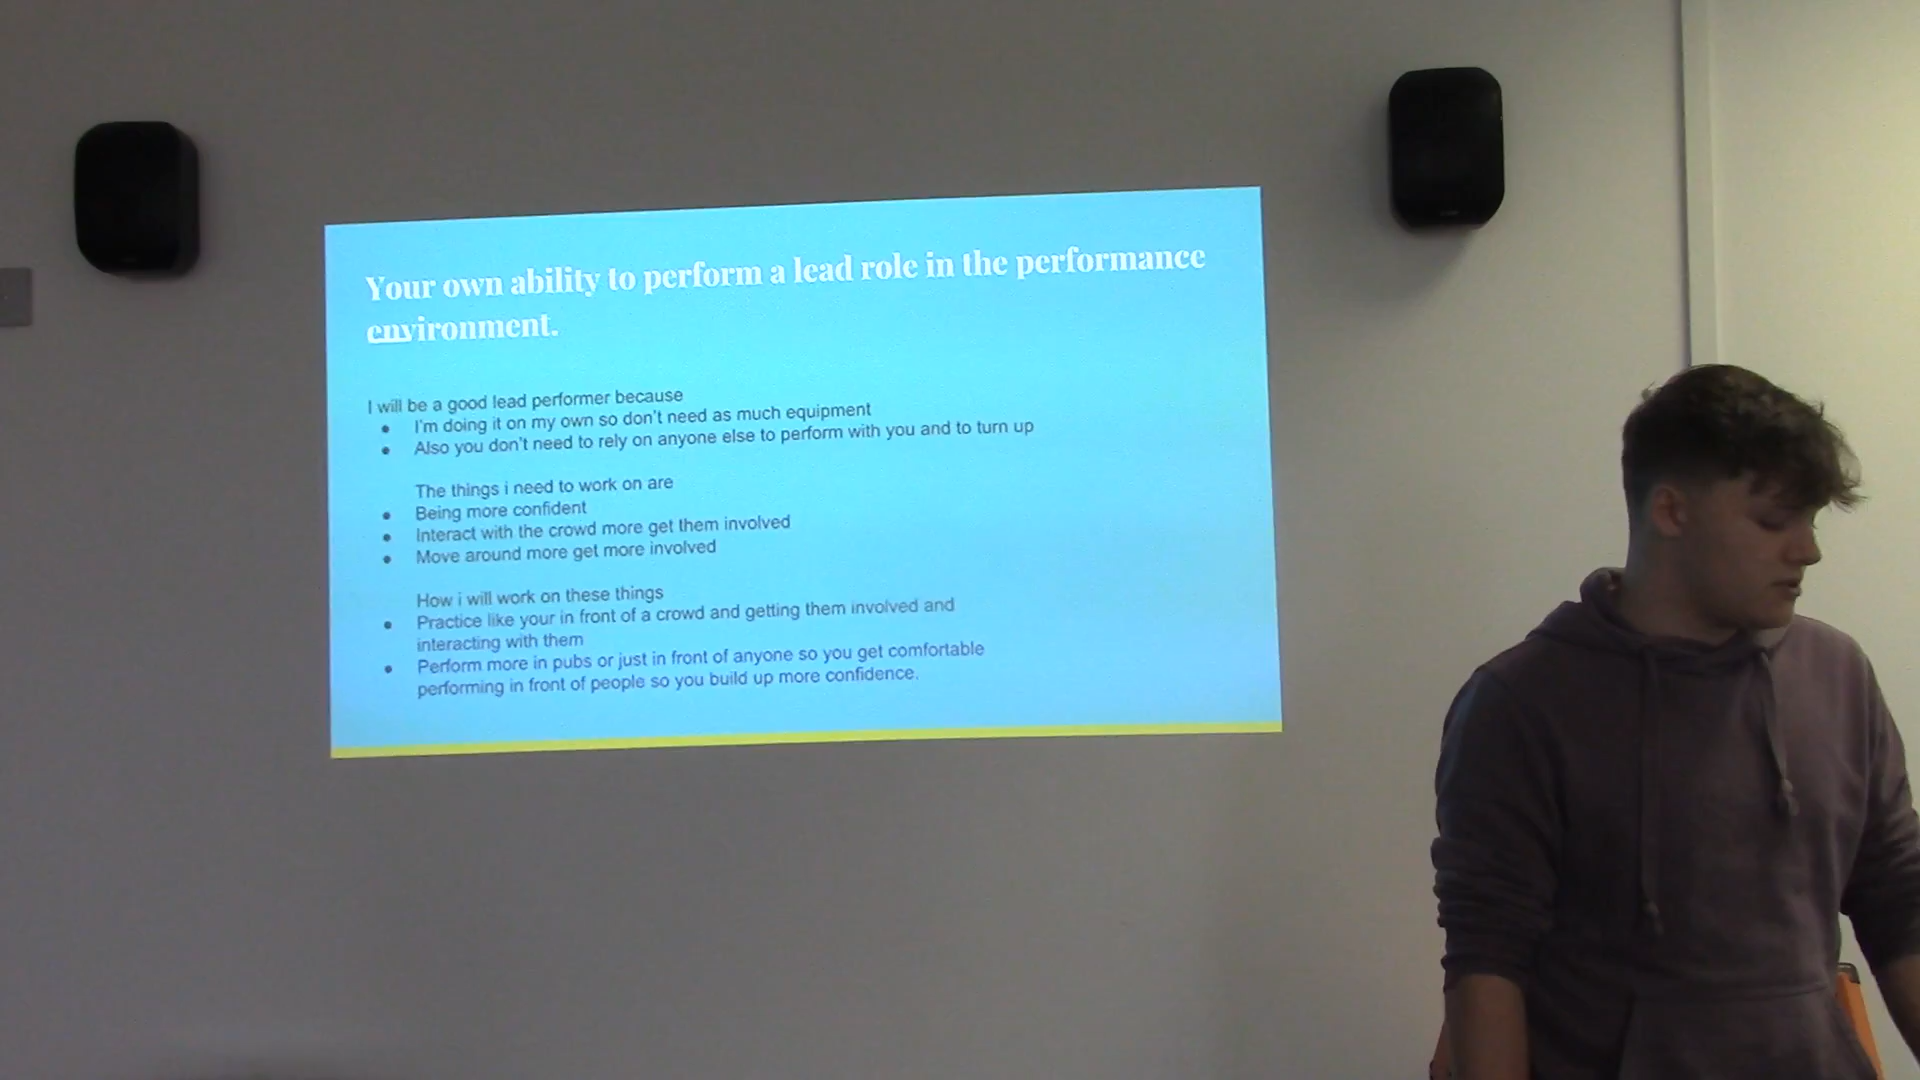 Your own ability to perform a lead role in the performance
environment.
I will be a good lead performer because
● I'm doing it on my own so don't need as much equipment
● Also you don't need to rely on anyone else to perform with you and to turn up
The things i need to work on are
● Being more confident
● Interact with the crowd more get them involved
● Move around more get more involved
How i will work on these things
● Practice like your in front of a crowd and getting them involved and
interacting with them
● Perform more in pubs or just in front of anyone so you get comfortable
performing in front of people so you build up more confidence.